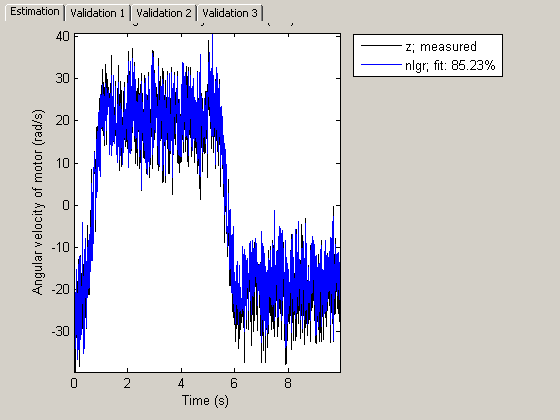 Estimation Validation 1 Validation 2 Validation 3
40
30
20
10
0
-10
-20
-30
Angular velocity of motor (rad/s)
0 2 4 6 8
Time (s)
z; measured
nlgr; fit: 85.23%